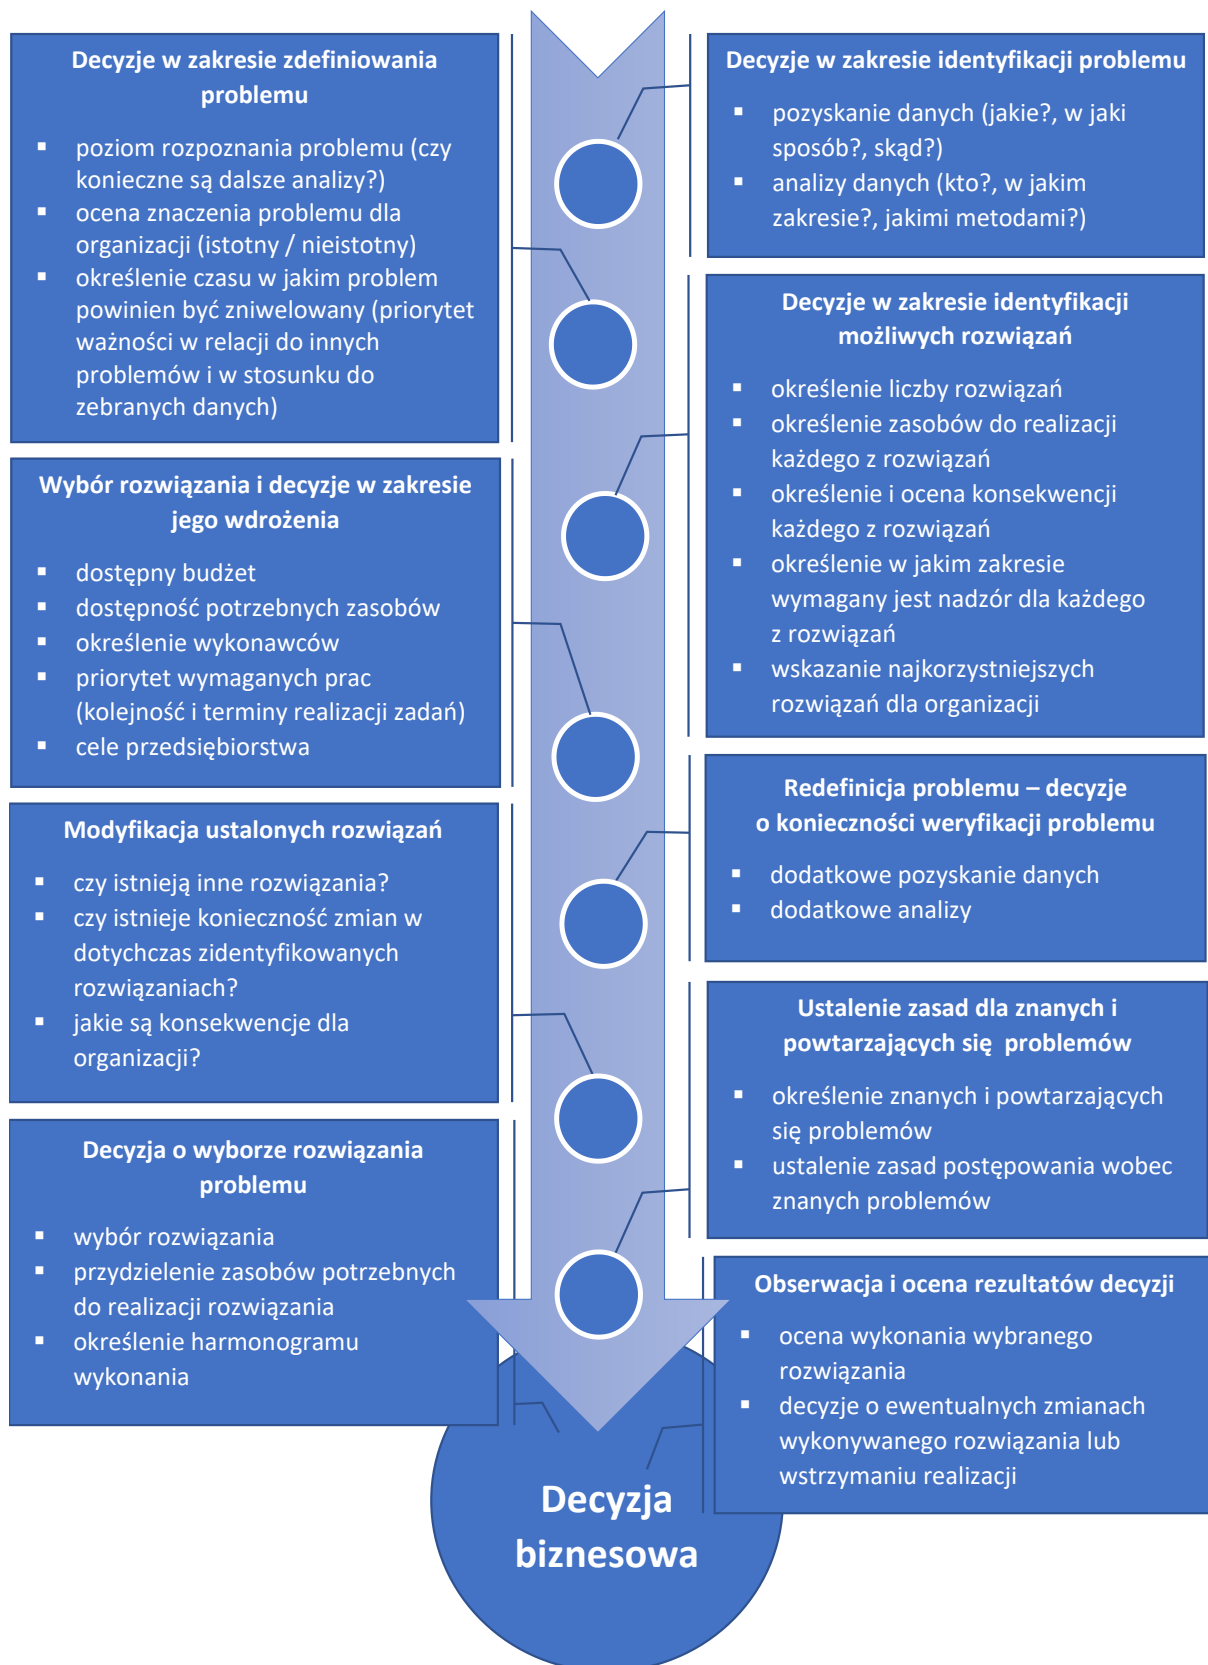 Decyzje w zakresie zdefiniowania
problemu
▪ poziom rozpoznania problemu (czy
konieczne są dalsze analizy?)
▪ ocena znaczenia problemu dla
organizacji (istotny / nieistotny)
▪ określenie czasu w jakim problem
powinien być zniwelowany (priorytet
ważności w relacji do innych
problemów i w stosunku do
zebranych danych)
Decyzje w zakresie identyfikacji problemu
▪ pozyskanie danych (jakie?, w jaki
sposób?, skąd?)
▪ analizy danych (kto?, w jakim
zakresie?, jakimi metodami?)
Decyzje w zakresie identyfikacji
możliwych rozwiązań
▪ określenie liczby rozwiązań
▪ określenie zasobów do realizacji
każdego z rozwiązań
▪ określenie i ocena konsekwencji
każdego z rozwiązań
▪ określenie w jakim zakresie
wymagany jest nadzór dla każdego
z rozwiązań
▪ wskazanie najkorzystniejszych
rozwiązań dla organizacji
Wybór rozwiązania i decyzje w zakresie
jego wdrożenia
▪ dostępny budżet
▪ dostępność potrzebnych zasobów
▪ określenie wykonawców
▪ priorytet wymaganych prac
(kolejność i terminy realizacji zadań)
▪ cele przedsiębiorstwa
Redefinicja problemu – decyzje
o konieczności weryfikacji problemu
▪ dodatkowe pozyskanie danych
▪ dodatkowe analizy
Modyfikacja ustalonych rozwiązań
▪ czy istnieją inne rozwiązania?
▪ czy istnieje konieczność zmian w
dotychczas zidentyfikowanych
rozwiązaniach?
▪ jakie są konsekwencje dla
organizacji?
Ustalenie zasad dla znanych i
powtarzających się problemów
▪ określenie znanych i powtarzających
się problemów
▪ ustalenie zasad postępowania wobec
znanych problemów
Decyzja o wyborze rozwiązania
problemu
▪ wybór rozwiązania
▪ przydzielenie zasobów potrzebnych
do realizacji rozwiązania
▪ określenie harmonogramu
wykonania
Obserwacja i ocena rezultatów decyzji
▪ ocena wykonania wybranego
rozwiązania
▪ decyzje o ewentualnych zmianach
wykonywanego rozwiązania lub
wstrzymaniu realizacji
Decyzja
biznesowa